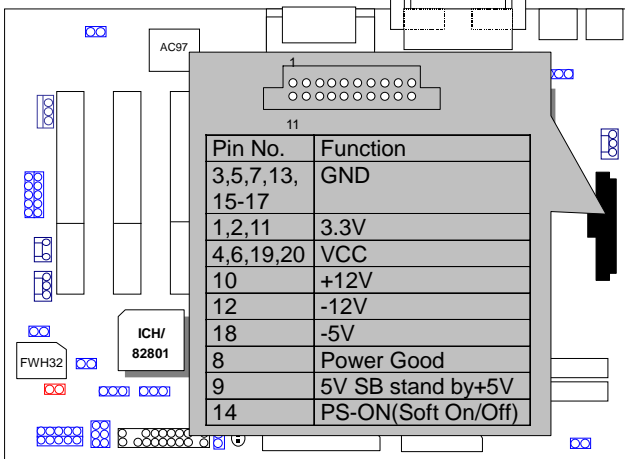 AC97
1
11
Pin No. Function
3,5,7,13, GND
15-17
1,2,11 3.3V
4,6,19,20 VCC
10 +12V
12 -12V
18 -5V
8 Power Good
9 5V SB stand by+5V
14 PS-ON(Soft On/Off)
ICH/
82801
FWH32